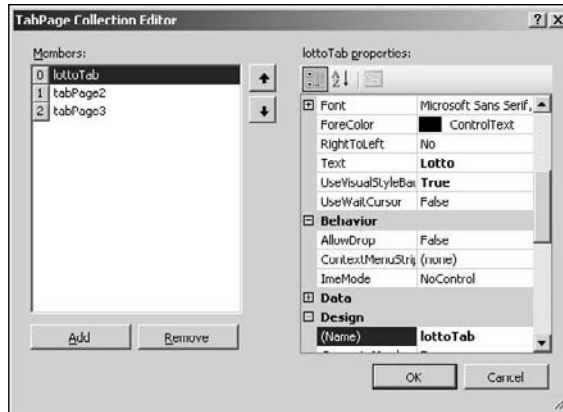 TabPage Collection Editor
Members:
0 lottoTab
1 tabPage2
2 tabPage3
Add Remove
lottoTab properties:
Font Microsoft Sans Serif,
ForeColor ControlText
RightToLeft No
Text Lotto
UseVisualStyleBa True
UseWaitCursor False
Behavior
AllowDrop False
ContextMenuStrip (none)
ImeMode NoControl
Data
Design
(Name) lottoTab
OK Cancel